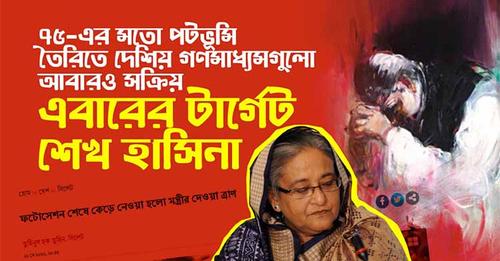 ৭৫-এর মতো পটভূমি
তৈরিতে দেশিয় গণমাধ্যমগুলো
আবারও সক্রিয়
এবারের টার্গেট
শেখ হাসিনা
হোম » দেশ » সিলেট
ফটোসেশন শেষে কেড়ে নেওয়া হলো মন্ত্রীর দেওয়া ত্রাণ
সিলেট